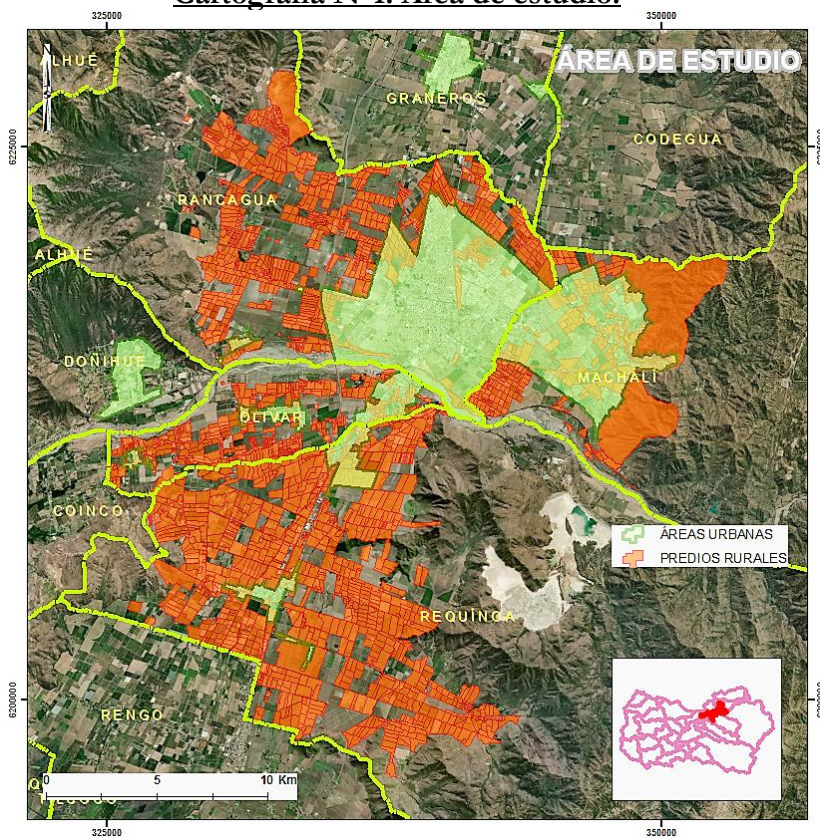 Cartografía N°1. Área de estudio.
325000
350000
ALHUÉ
ÁREA DE ESTUDIO
GRANEROS
CODEGUA
6225000
RANCAGUA
ALHUÉ
DOÑIHUE
MACHALÍ
OLIVAR
COINCO
ÁREAS URBANAS
PREDIOS RURALES
REQUÍNOA
6200000
6200000
RENGO
0 5 10 Km
325000
350000